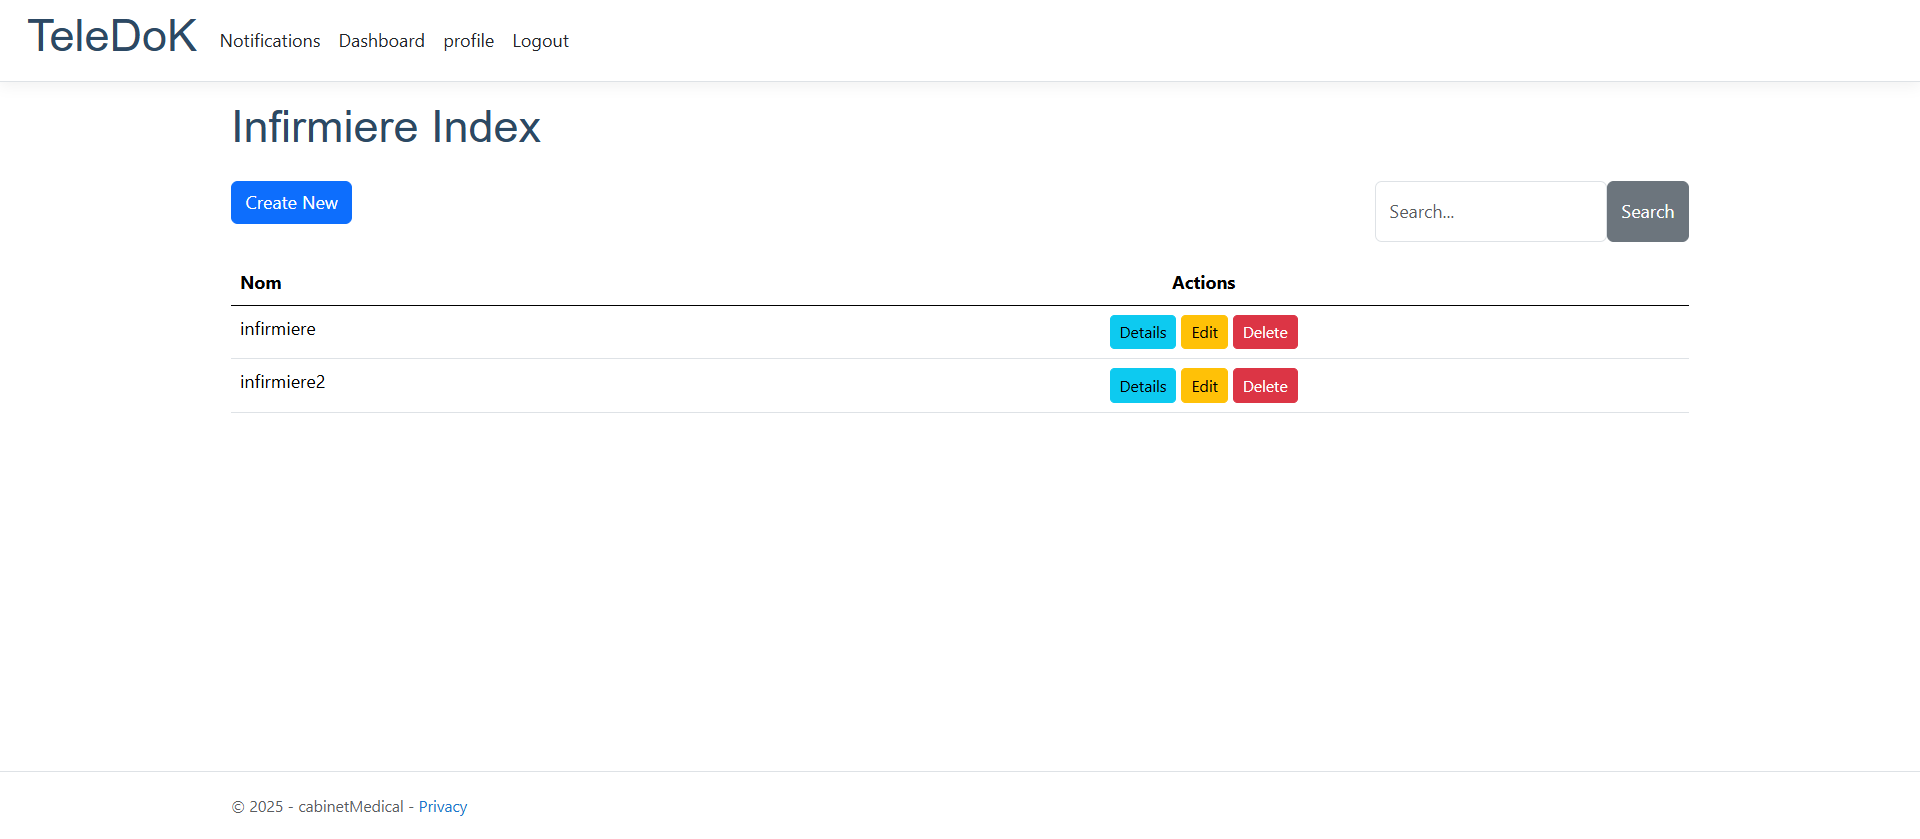 TeleDoK Notifications Dashboard profile Logout
Infirmiere Index
Create New Search... Search
Nom Actions
infirmiere Details Edit Delete
infirmiere2 Details Edit Delete
© 2025 - cabinetMedical - Privacy